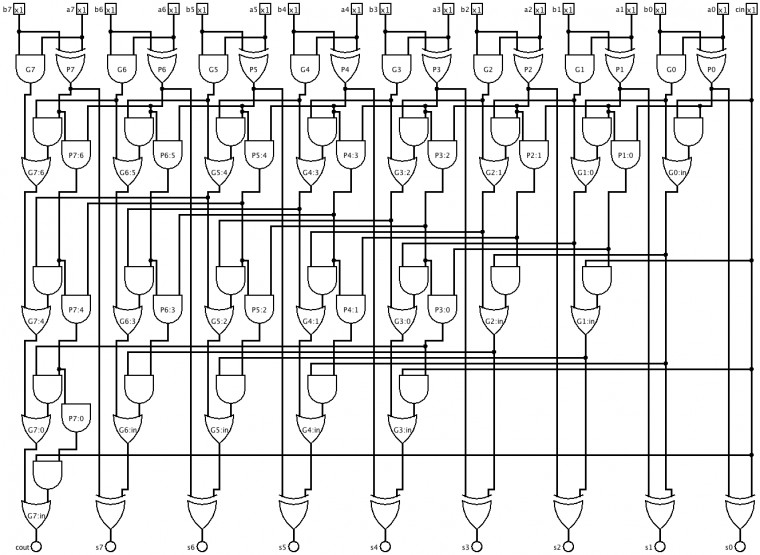 b7 x1 a7 x1 b6 x1 a6 x1 b5 x1 a5 x1 b4 x1 a4 x1 b3 x1 a3 x1 b2 x1 a2 x1 b1 x1 a1 x1 b0 x1 a0 x1 cin x1
G7 P7 G6 P6 G5 P5 G4 P4 G3 P3 G2 P2 G1 P1 G0 P0
P7:6 P6:5 P5:4 P4:3 P3:2 P2:1 P1:0
G7:6 G6:5 G5:4 G4:3 G3:2 G2:1 G1:0 G0:in
P7:4 P6:3 P5:2 P4:1 P3:0
G7:4 G6:3 G5:2 G4:1 G3:0 G2:in G1:in
P7:0
G7:0 G6:in G5:in G4:in G3:in
G7:in
cout s7 s6 s5 s4 s3 s2 s1 s0